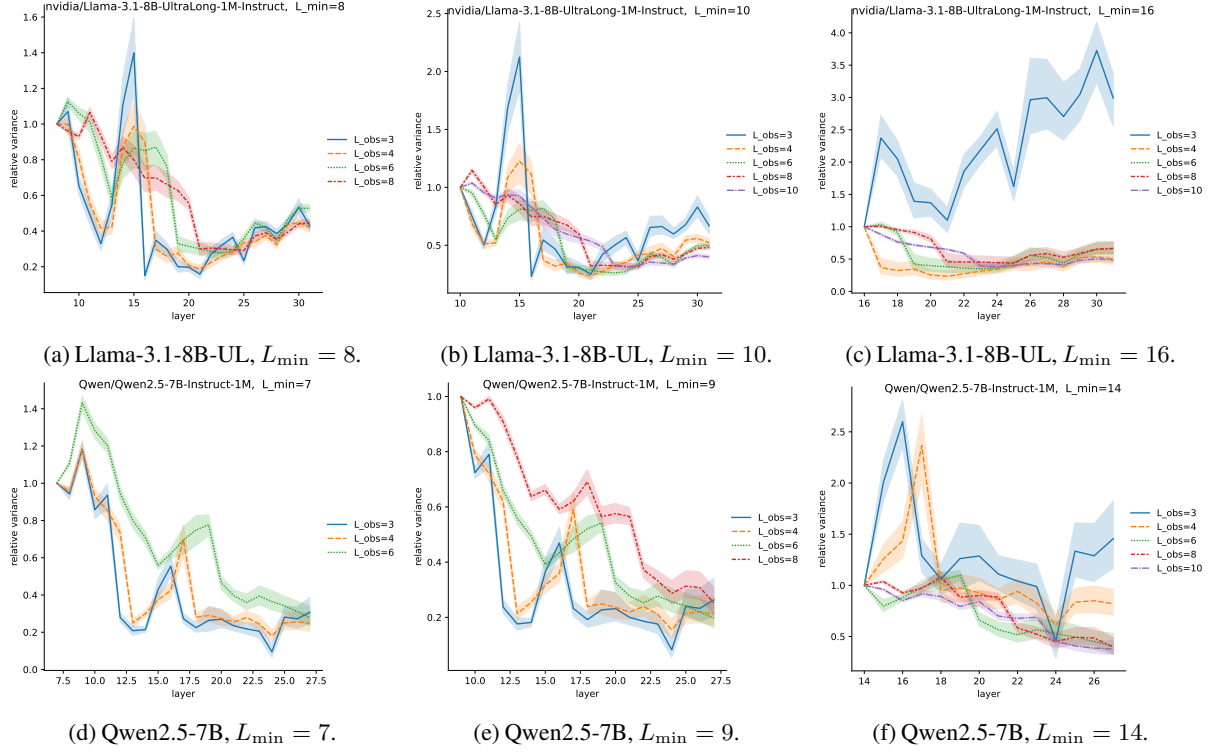 nvidia/Llama-3.1-8B-UltraLong-1M-Instruct, L_min=8
relative variance
1.6
1.4
1.2
1.0
0.8
0.6
0.4
0.2
10
15
20
25
30
layer
L_obs=3
L_obs=4
L_obs=6
L_obs=8
(a) Llama-3.1-8B-UL, L_min = 8.
nvidia/Llama-3.1-8B-UltraLong-1M-Instruct, L_min=10
relative variance
2.5
2.0
1.5
1.0
0.5
10
15
20
25
30
layer
L_obs=3
L_obs=4
L_obs=6
L_obs=8
L_obs=10
(b) Llama-3.1-8B-UL, L_min = 10.
nvidia/Llama-3.1-8B-UltraLong-1M-Instruct, L_min=16
relative variance
4.0
3.5
3.0
2.5
2.0
1.5
1.0
0.5
0.0
16
18
20
22
24
26
28
30
layer
L_obs=3
L_obs=4
L_obs=6
L_obs=8
L_obs=10
(c) Llama-3.1-8B-UL, L_min = 16.
Qwen/Qwen2.5-7B-Instruct-1M, L_min=7
relative variance
1.4
1.2
1.0
0.8
0.6
0.4
0.2
0.0
7.5
10.0
12.5
15.0
17.5
20.0
22.5
25.0
27.5
layer
L_obs=3
L_obs=4
L_obs=6
(d) Qwen2.5-7B, L_min = 7.
Qwen/Qwen2.5-7B-Instruct-1M, L_min=9
relative variance
1.0
0.8
0.6
0.4
0.2
10.0
12.5
15.0
17.5
20.0
22.5
25.0
27.5
layer
L_obs=3
L_obs=4
L_obs=6
L_obs=8
(e) Qwen2.5-7B, L_min = 9.
Qwen/Qwen2.5-7B-Instruct-1M, L_min=14
relative variance
2.5
2.0
1.5
1.0
0.5
14
16
18
20
22
24
26
layer
L_obs=3
L_obs=4
L_obs=6
L_obs=8
L_obs=10
(f) Qwen2.5-7B, L_min = 14.